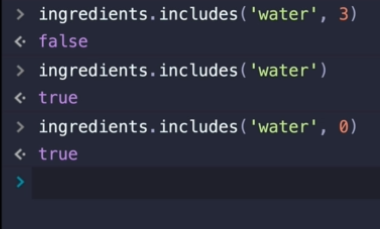 > ingredients.includes('water', 3)
<· false
> ingredients.includes('water')
<· true
> ingredients.includes('water', 0)
<· true
>